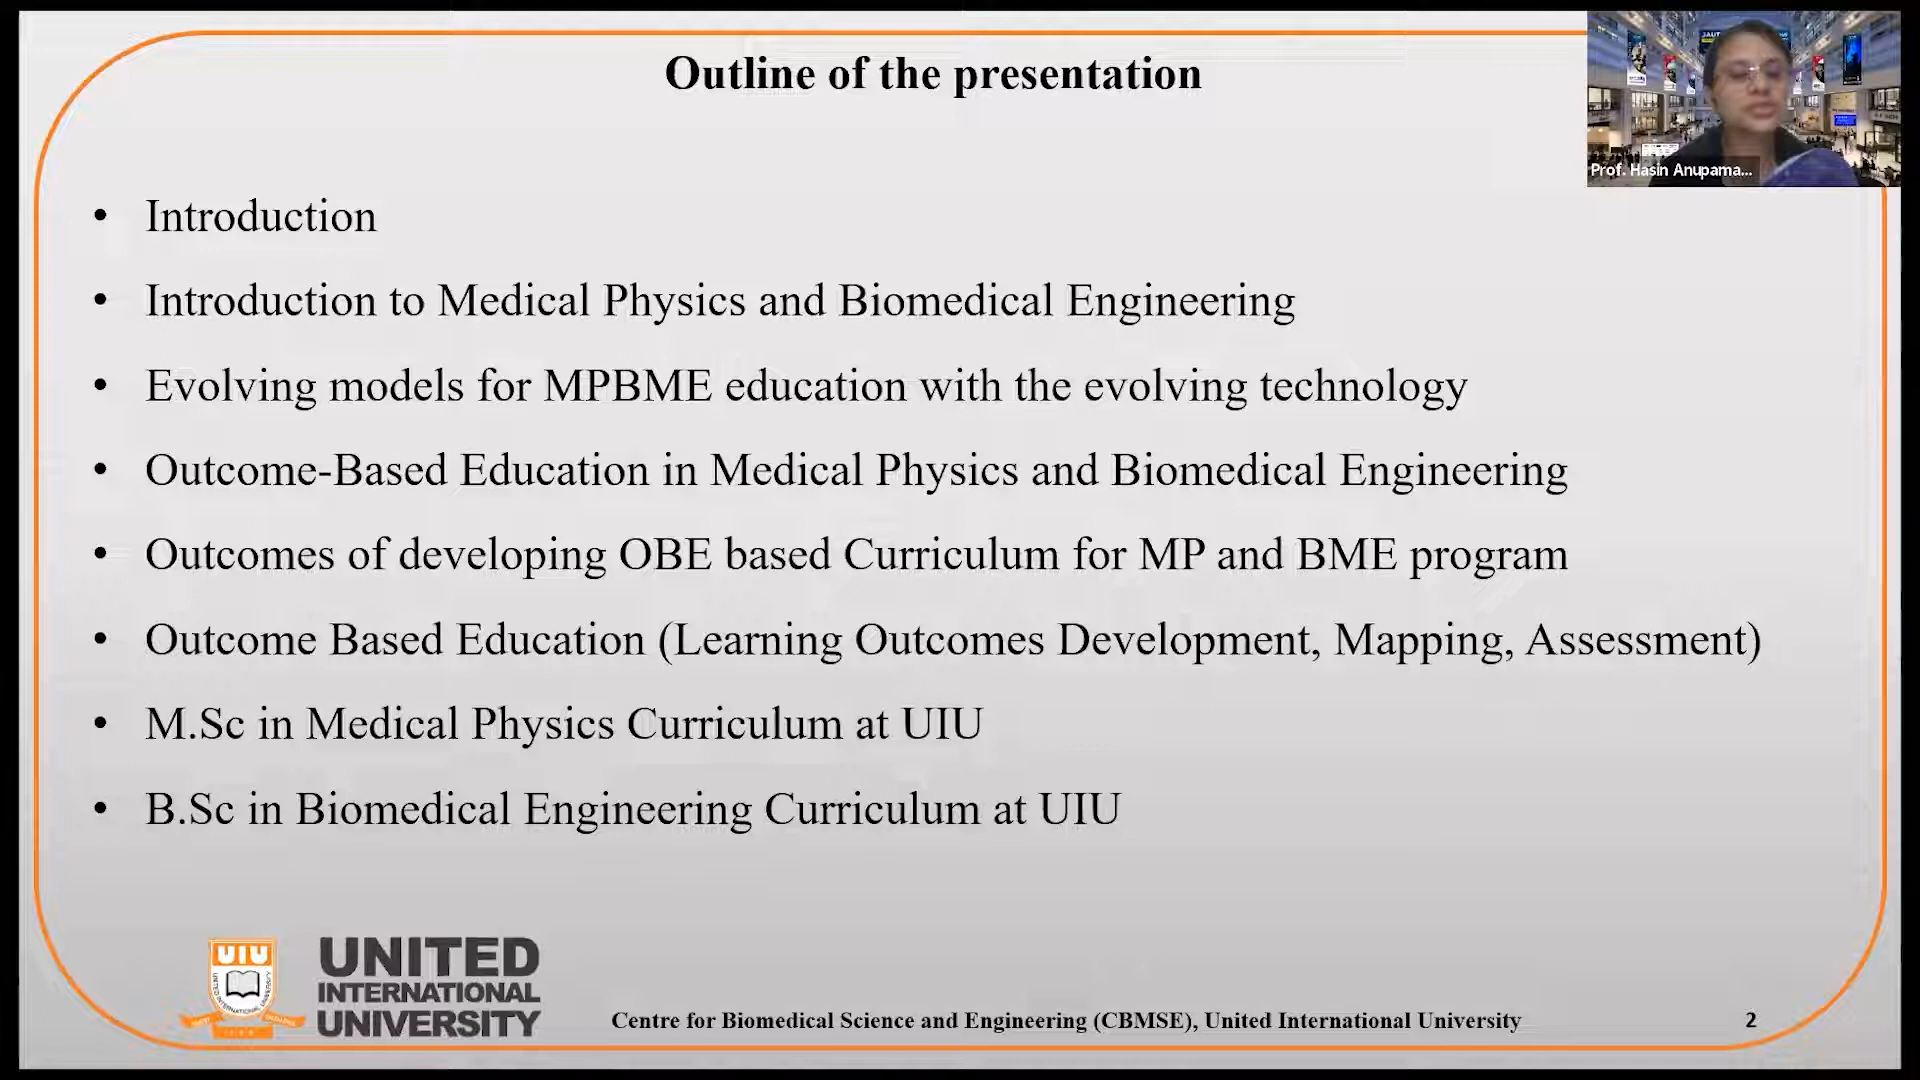 Outline of the presentation
Prof. Hasin Anupama...
• Introduction
• Introduction to Medical Physics and Biomedical Engineering
• Evolving models for MPBME education with the evolving technology
• Outcome-Based Education in Medical Physics and Biomedical Engineering
• Outcomes of developing OBE based Curriculum for MP and BME program
• Outcome Based Education (Learning Outcomes Development, Mapping, Assessment)
• M.Sc in Medical Physics Curriculum at UIU
• B.Sc in Biomedical Engineering Curriculum at UIU
UIU
UNITED
INTERNATIONAL
UNIVERSITY
Centre for Biomedical Science and Engineering (CBMSE), United International University
2